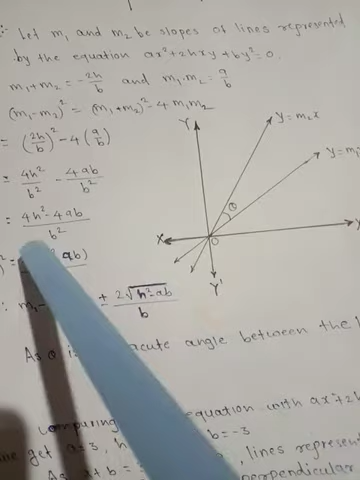 ∴ Let m₁ and m₂ be slopes of lines represented
by the equation ax²+2hxy+by²=0.
m₁+m₂ = -2h/b and m₁.m₂ = a/b
(m₁-m₂)² = (m₁+m₂)²-4m₁m₂
= (2h/b)² - 4(a/b)
= 4h²/b² - 4ab/b²
= 4h²-4ab/b²
ab)
± 2√h²-ab/b
Y
y=m₂x
y=m₁
θ
X
O
Y'
As θ is acute angle between the
comparing equation with ax²+2h
we get a=3, b=-3
As lines represent
perpendicular